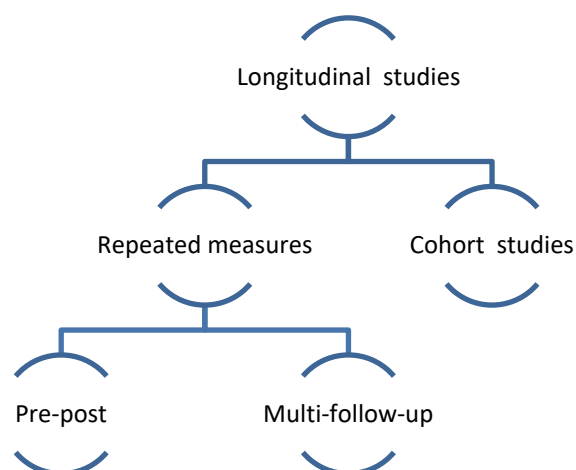 Longitudinal studies
Repeated measures
Cohort studies
Pre-post
Multi-follow-up